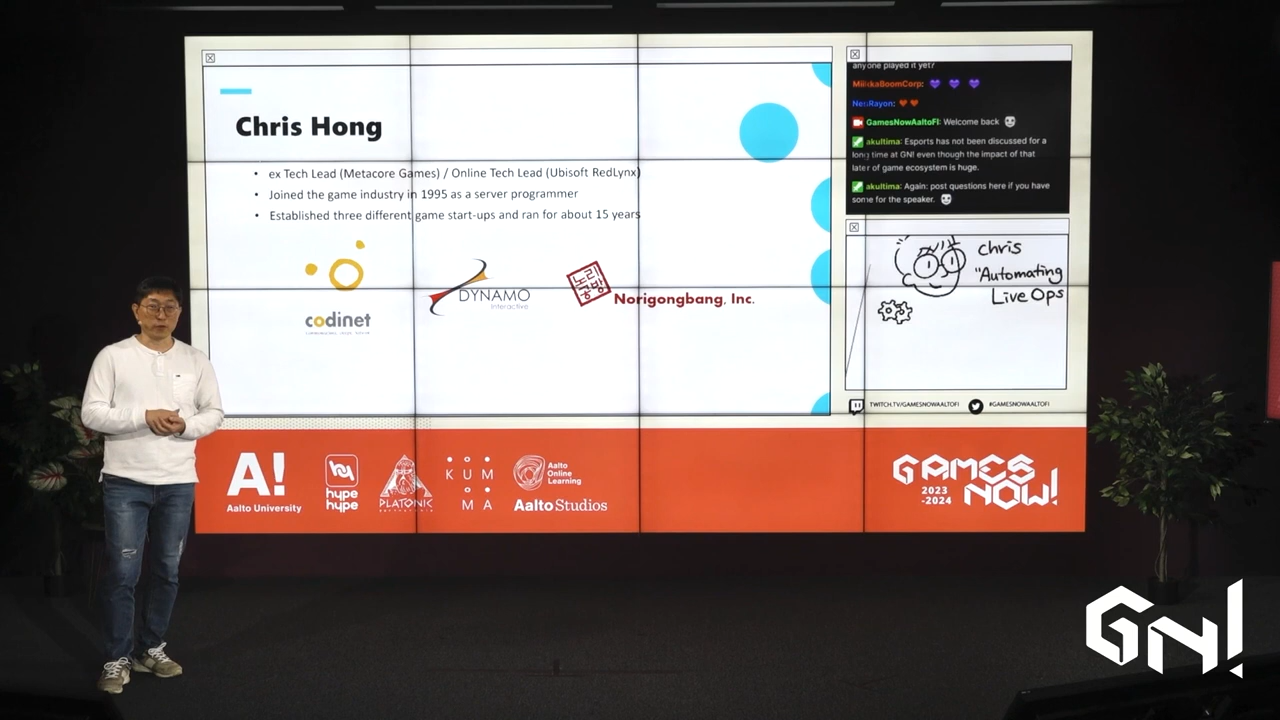 Chris Hong
• ex Tech Lead (Metacore Games) / Online Tech Lead (Ubisoft RedLynx)
• Joined the game industry in 1995 as a server programmer
• Established three different game start-ups and ran for about 15 years
codinet
DYNAMO
Interactive
노리
공방
Norigongbang, Inc.
anyone played it yet?
MiikkaBoomCorp: 💜 💜 💜
NeoRayon:
GamesNowAaltoFI: Welcome back
akultima: Esports has not been discussed for a
long time at GN! even though the impact of that
later of game ecosystem is huge.
akultima: Again: post questions here if you have
some for the speaker.
chris
"Automating
Live Ops
TWITCH.TV/GAMESNOWAALTOFI
#GAMESNOWAALTOFI
A!
Aalto University
hype
hype
PLATONIC
KUM
MA
Aalto
Online
Learning
Aalto Studios
GAMES
NOW!
2023
-2024
GN!